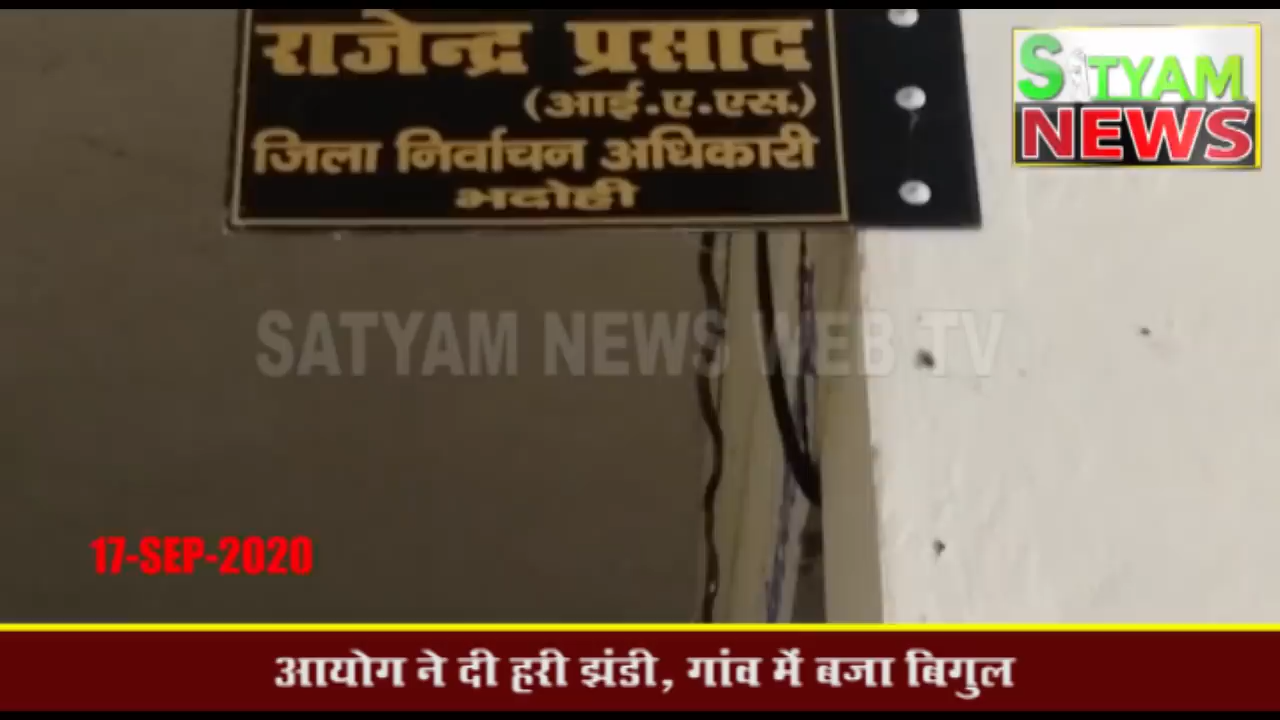 राजेन्द्र प्रसाद
(आई.ए.एस.)
जिला निर्वाचन अधिकारी
भदोही
SATYAM
NEWS
SATYAM NEWS WEB TV
17-SEP-2020
आयोग ने दी हरी झंडी, गांव में बजा बिगुल